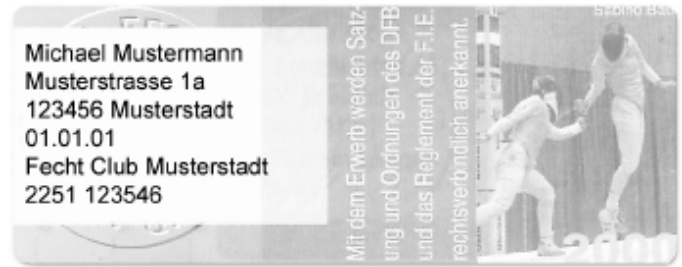 Michael Mustermann
Musterstrasse 1a
123456 Musterstadt
01.01.01
Fecht Club Musterstadt
2251 123546
Mit dem Erwerb werden Satz-
ung und Ordnungen des DFB
und das Reglement der F.I.E.
rechtsverbindlich anerkannt.
2000